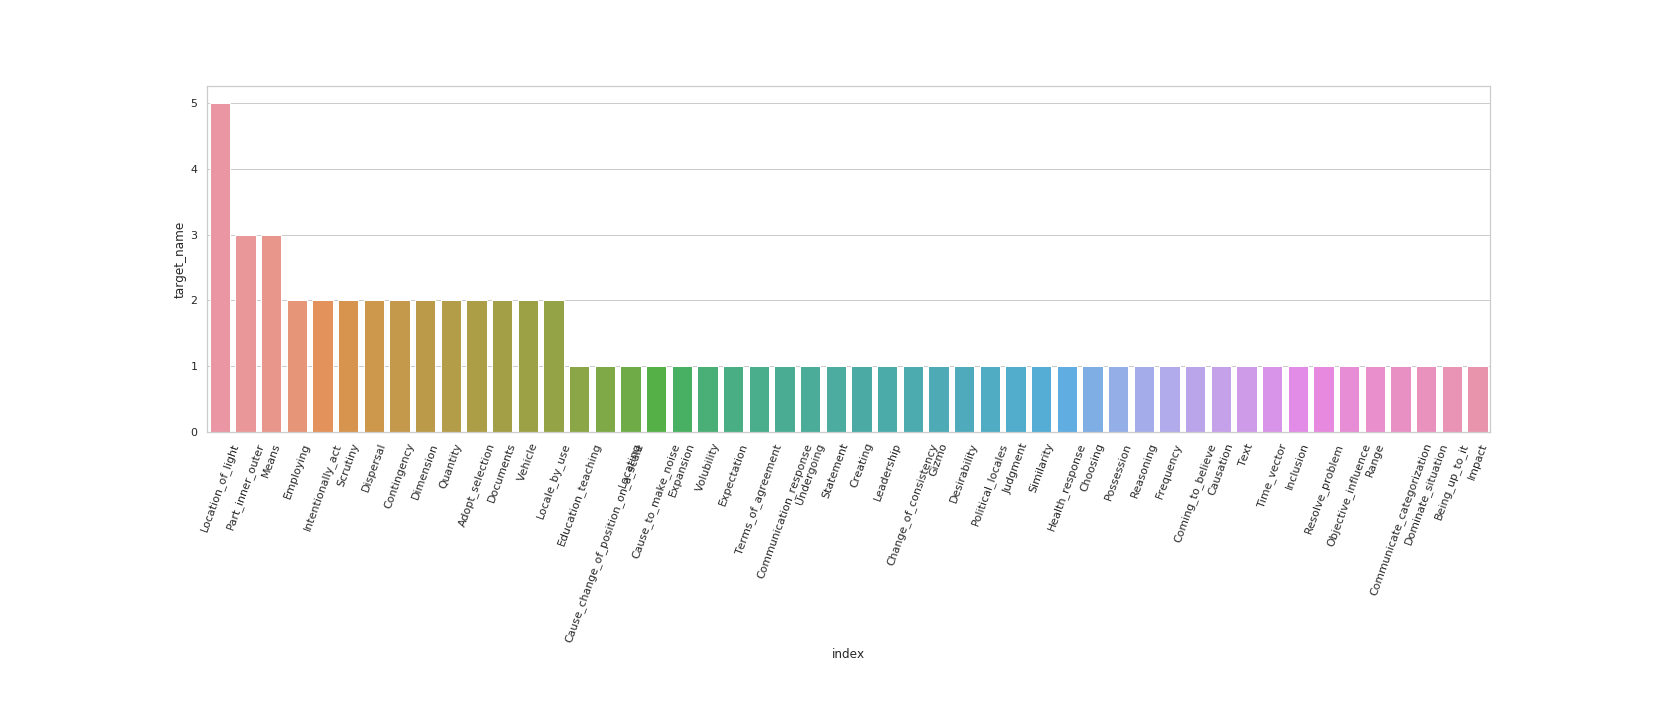 5
4
3
2
1
0
target_name
Location_of_light
Part_inner_outer
Means
Employing
Intentionally_act
Scrutiny
Dispersal
Contingency
Dimension
Quantity
Adopt_selection
Documents
Vehicle
Locale_by_use
Education_teaching
Cause_change_of_position_on_a_scale
Cause_to_make_noise
Expansion
Volubility
Expectation
Terms_of_agreement
Communication_response
Undergoing
Statement
Creating
Leadership
Change_of_consistency
Gizmo
Desirability
Political_locales
Judgment
Similarity
Health_response
Choosing
Possession
Reasoning
Frequency
Coming_to_believe
Causation
Text
Time_vector
Inclusion
Resolve_problem
Objective_influence
Range
Communicate_categorization
Dominate_situation
Being_up_to_it
Impact
index